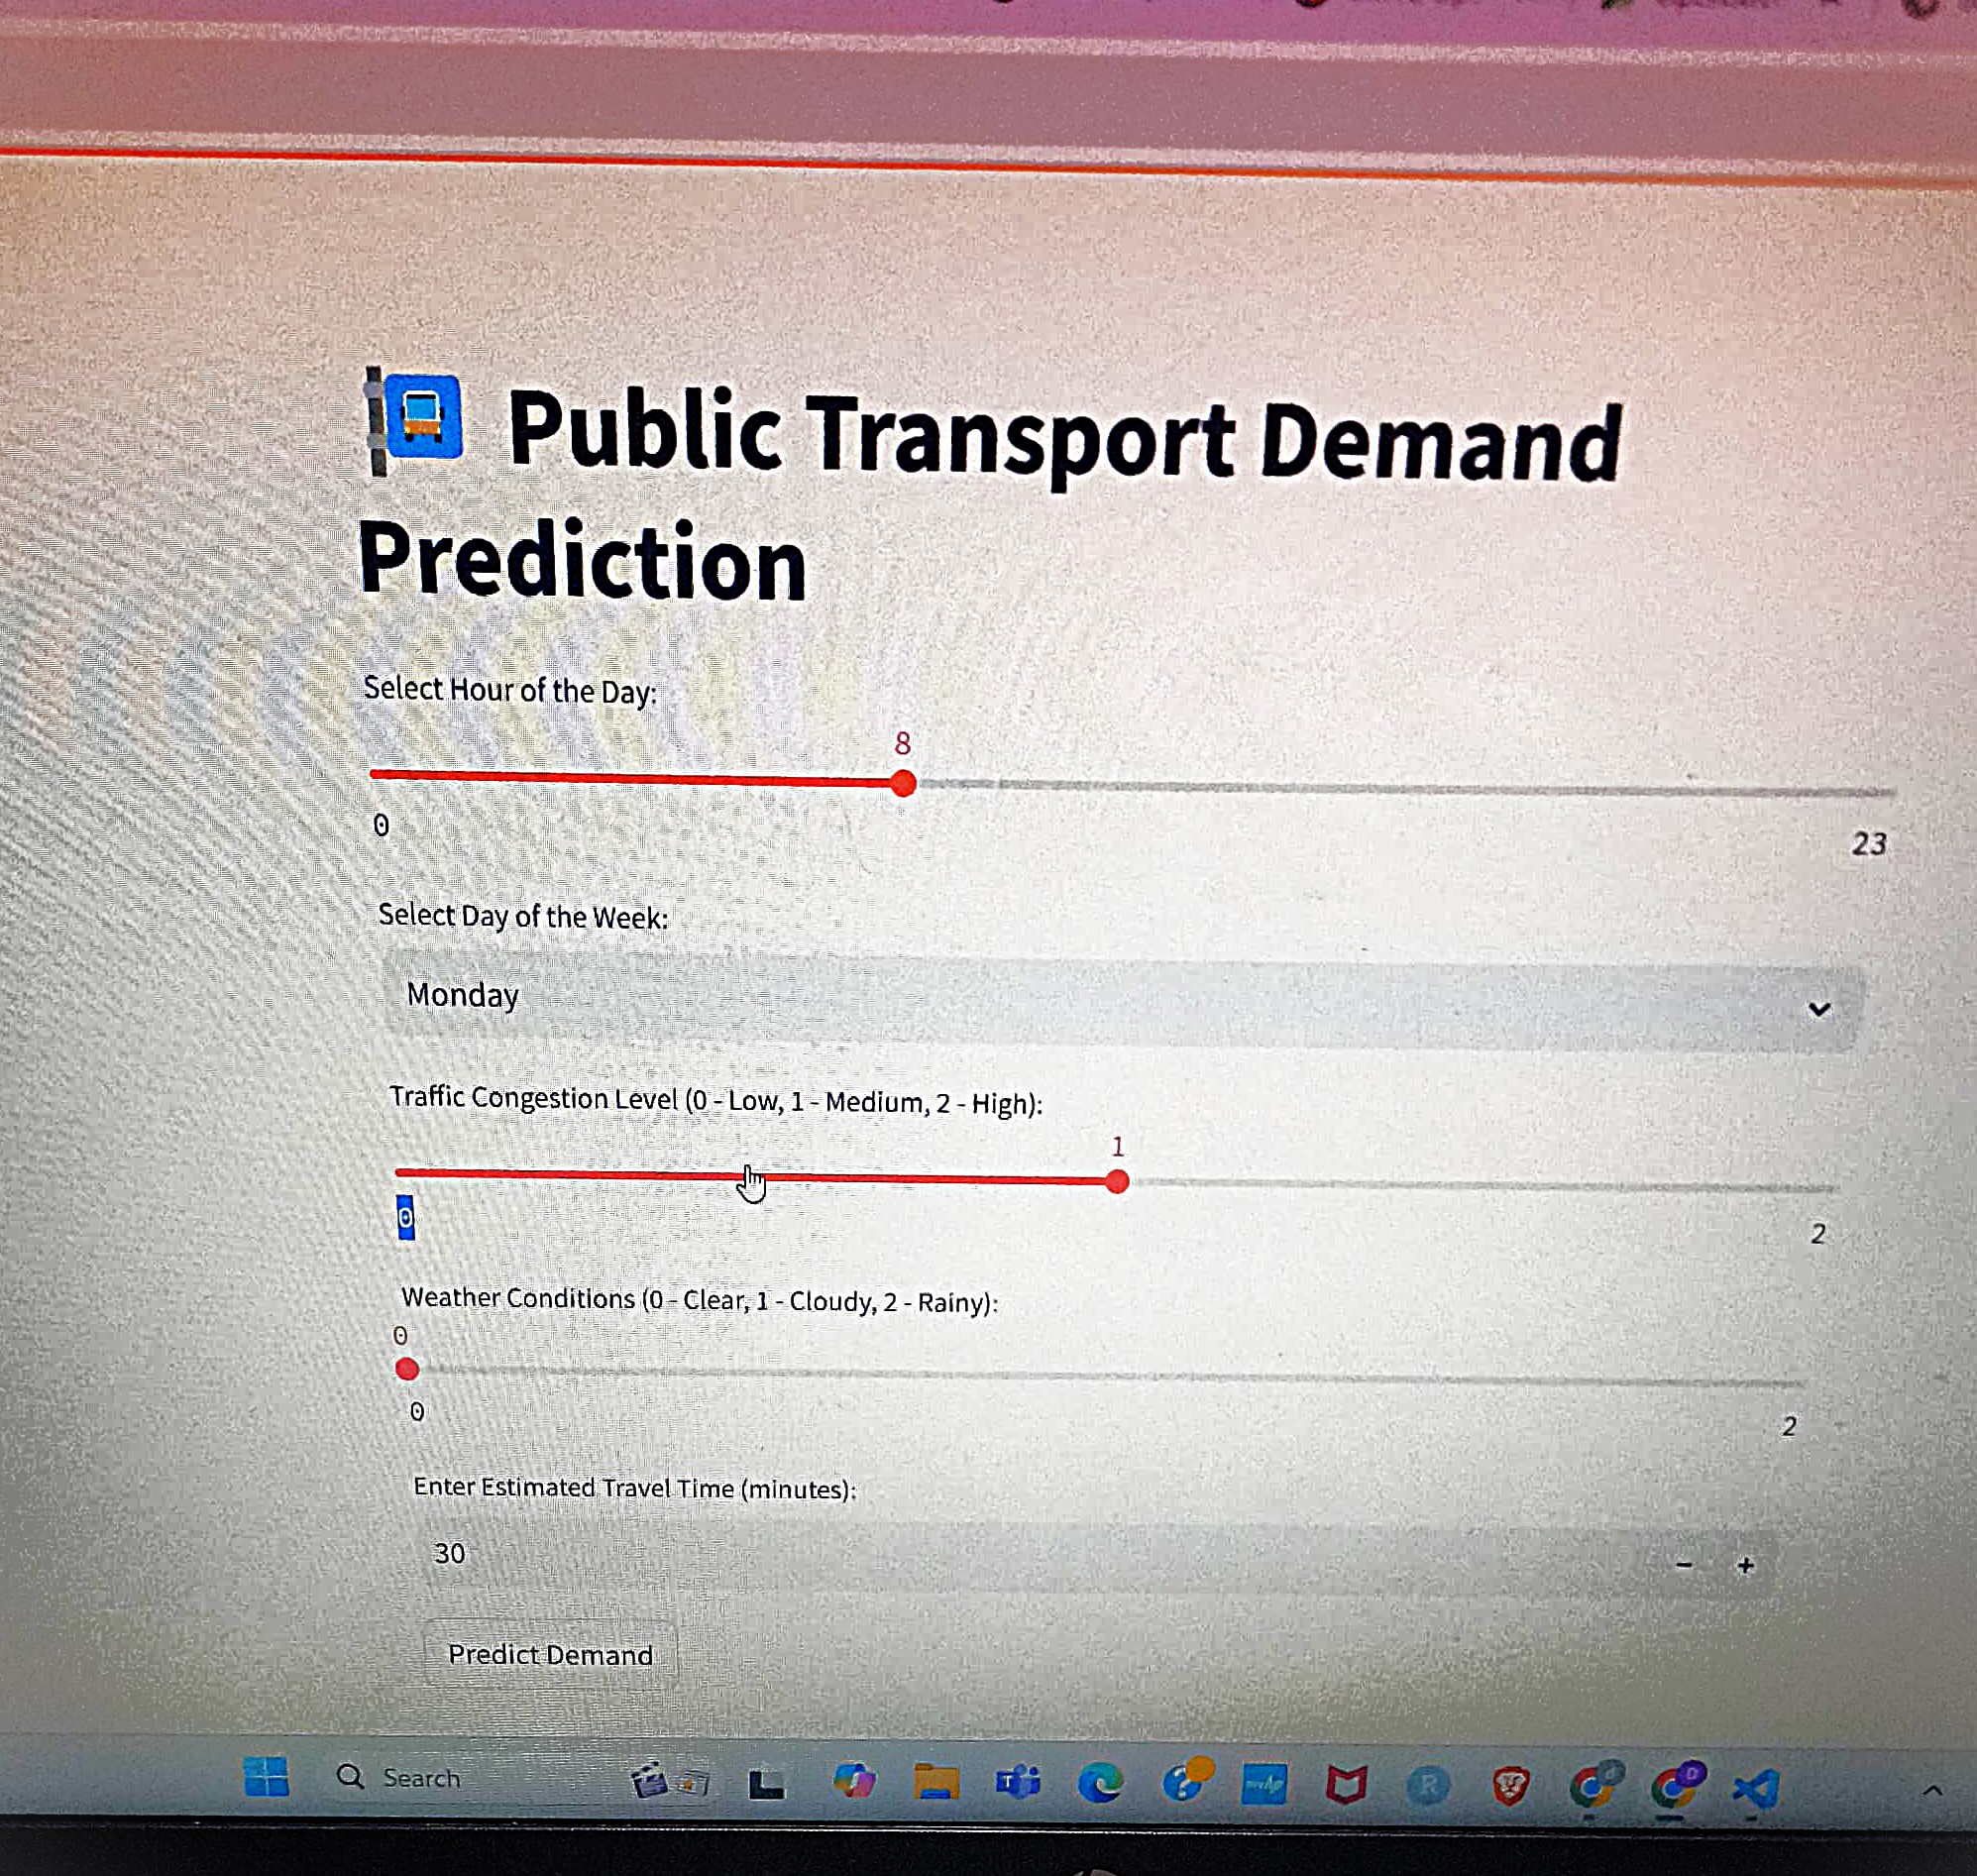 Public Transport Demand
Prediction
Select Hour of the Day:
8
0
23
Select Day of the Week:
Monday
Traffic Congestion Level (0 - Low, 1 - Medium, 2 - High):
1
0
2
Weather Conditions (0 - Clear, 1 - Cloudy, 2 - Rainy):
0
0
2
Enter Estimated Travel Time (minutes):
30
- +
Predict Demand
Search